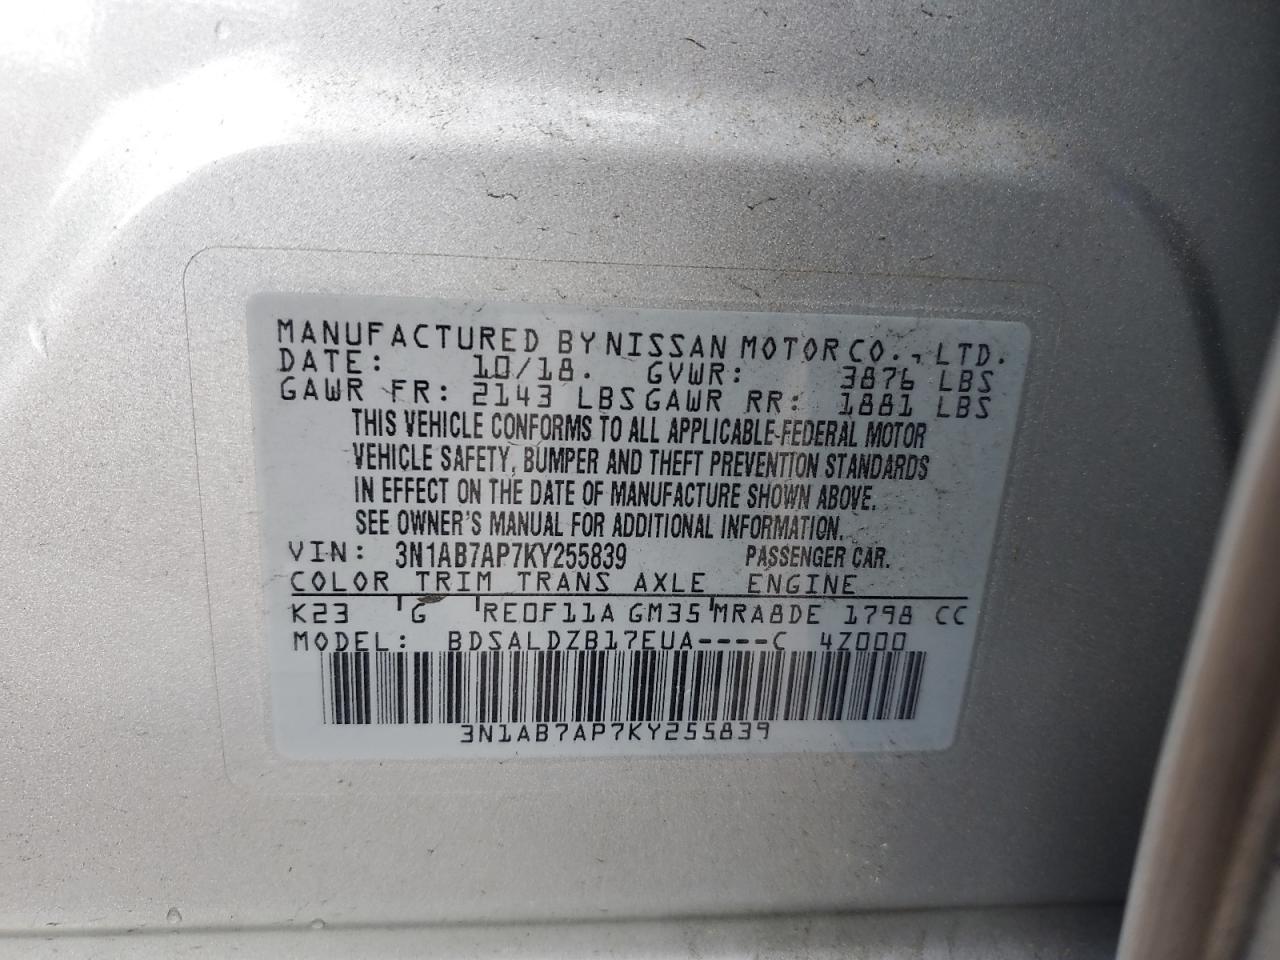 MANUFACTURED BY NISSAN MOTOR CO., LTD.
DATE: 10/18. GVWR: 3876 LBS
GAWR FR: 2143 LBS GAWR RR: 1881 LBS
THIS VEHICLE CONFORMS TO ALL APPLICABLE FEDERAL MOTOR
VEHICLE SAFETY, BUMPER AND THEFT PREVENTION STANDARDS
IN EFFECT ON THE DATE OF MANUFACTURE SHOWN ABOVE.
SEE OWNER'S MANUAL FOR ADDITIONAL INFORMATION.
VIN: 3N1AB7AP7KY255839 PASSENGER CAR.
COLOR TRIM TRANS AXLE ENGINE
K23 G RE0F11A GM35 MRA8DE 1798 CC
MODEL: BDSALDZB17EUA----C 4Z000
3N1AB7AP7KY255839